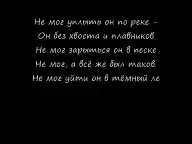 Не мог уплыть он по реке -
Он без хвоста и плавников
Не мог зарыться он в песке
Не мог, а всё же был таков.
Не мог уйти он в тёмный ле